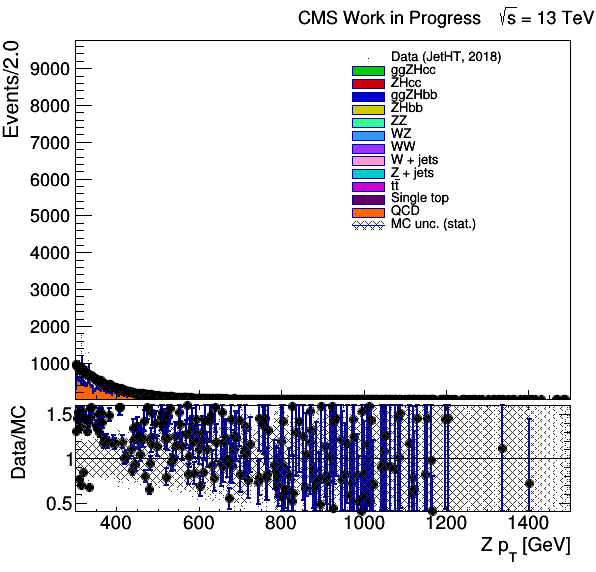 CMS Work in Progress √s = 13 TeV
Events/2.0
9000
8000
7000
6000
5000
4000
3000
2000
1000
Data (JetHT, 2018)
ggZHcc
ZHcc
ggZHbb
ZHbb
ZZ
WZ
WW
W + jets
Z + jets
tt̄
Single top
QCD
MC unc. (stat.)
Data/MC
1.5
1
0.5
400 600 800 1000 1200 1400
Z pT [GeV]